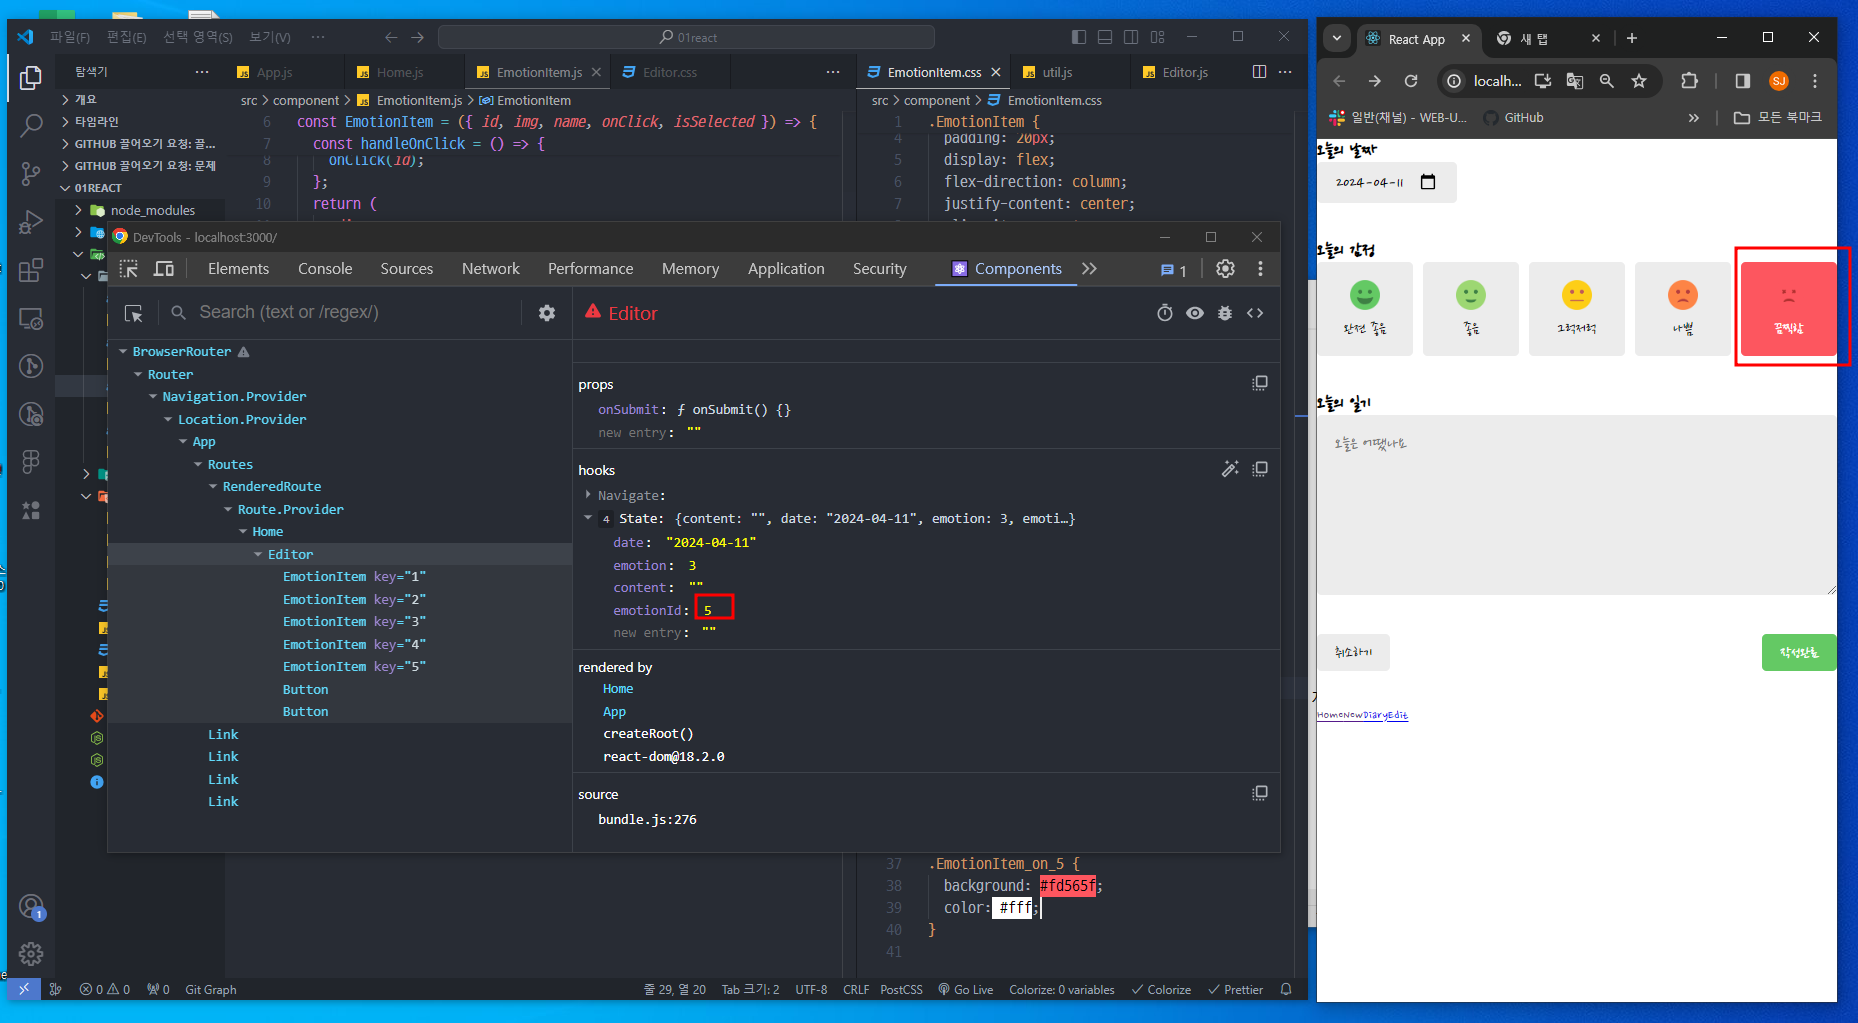 파일(F) 편집(E) 선택 영역(S) 보기(V) ··· 01react
탐색기 ···
App.js Home.js EmotionItem.js Editor.css ···
EmotionItem.css util.js Editor.js ···
개요
타임라인
GITHUB 끌어오기 요청: 끌...
GITHUB 끌어오기 요청: 문제
01REACT
node_modules
src > component > EmotionItem.js > EmotionItem
6 const EmotionItem = ({ id, img, name, onClick, isSelected }) => {
7 const handleOnClick = () => {
8 onClick(id);
9 };
10 return (
src > component > EmotionItem.css
1 .EmotionItem {
4 padding: 20px;
5 display: flex;
6 flex-direction: column;
7 justify-content: center;
DevTools - localhost:3000/
Elements Console Sources Network Performance Memory Application Security Components 1
Search (text or /regex/)
BrowserRouter
Router
Navigation.Provider
Location.Provider
App
Routes
RenderedRoute
Route.Provider
Home
Editor
EmotionItem key="1"
EmotionItem key="2"
EmotionItem key="3"
EmotionItem key="4"
EmotionItem key="5"
Button
Button
Link
Link
Link
Link
Editor
props
onSubmit: ƒ onSubmit() {}
new entry: ""
hooks
Navigate:
4 State: {content: "", date: "2024-04-11", emotion: 3, emoti…}
date: "2024-04-11"
emotion: 3
content: ""
emotionId: 5
new entry: ""
rendered by
Home
App
createRoot()
react-dom@18.2.0
source
bundle.js:276
37 .EmotionItem_on_5 {
38 background: #fd565f;
39 color: #fff;
40 }
41
1
0 0 0 Git Graph
줄 29, 열 20 Tab 크기: 2 UTF-8 CRLF PostCSS Go Live Colorize: 0 variables Colorize Prettier
React App 새 탭
localh... SJ
일반(채널) - WEB-U... GitHub » 모든 북마크
오늘의 날짜
2024-04-11
오늘의 감정
완전 좋음 좋음 그럭저럭 나쁨 끔찍함
오늘의 일기
오늘은 어땠나요
취소하기 작성완료
HomeNewDiaryEdit